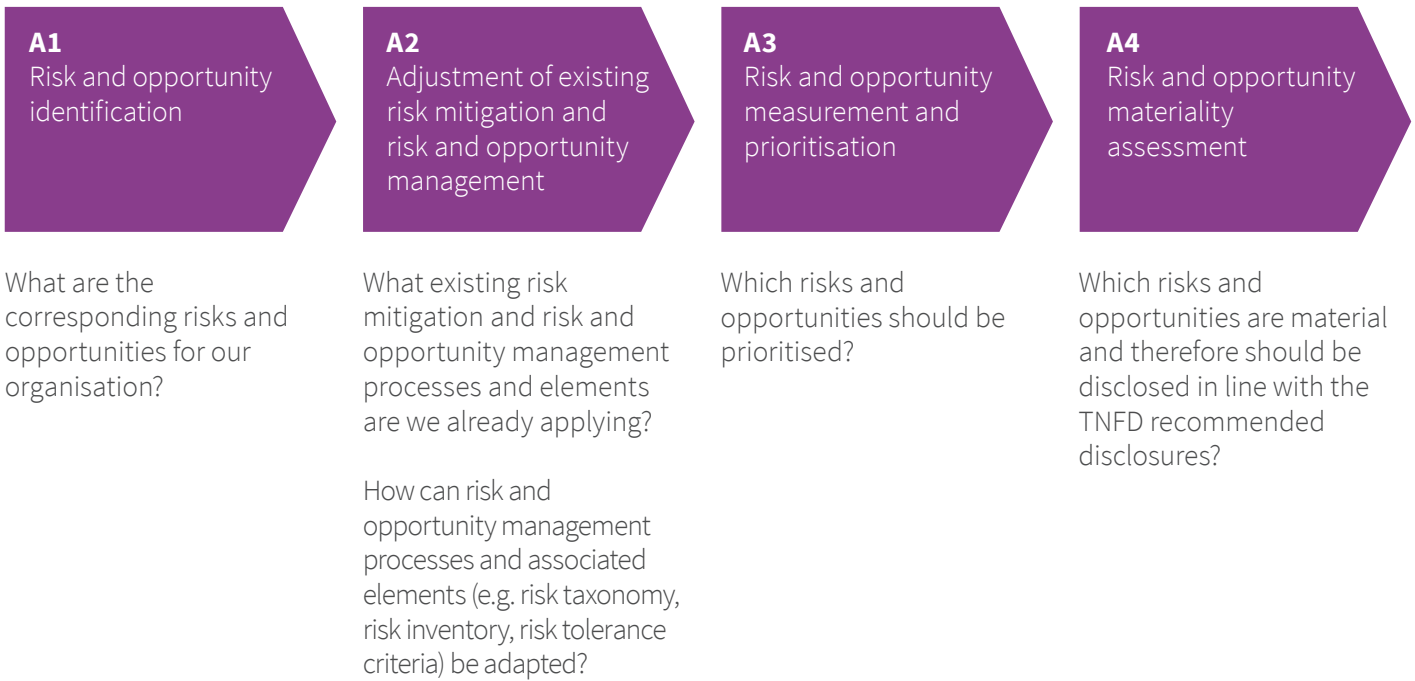 A1
Risk and opportunity
identification
A2
Adjustment of existing
risk mitigation and
risk and opportunity
management
A3
Risk and opportunity
measurement and
prioritisation
A4
Risk and opportunity
materiality
assessment
What are the
corresponding risks and
opportunities for our
organisation?
What existing risk
mitigation and risk and
opportunity management
processes and elements
are we already applying?
How can risk and
opportunity management
processes and associated
elements (e.g. risk taxonomy,
risk inventory, risk tolerance
criteria) be adapted?
Which risks and
opportunities should be
prioritised?
Which risks and
opportunities are material
and therefore should be
disclosed in line with the
TNFD recommended
disclosures?